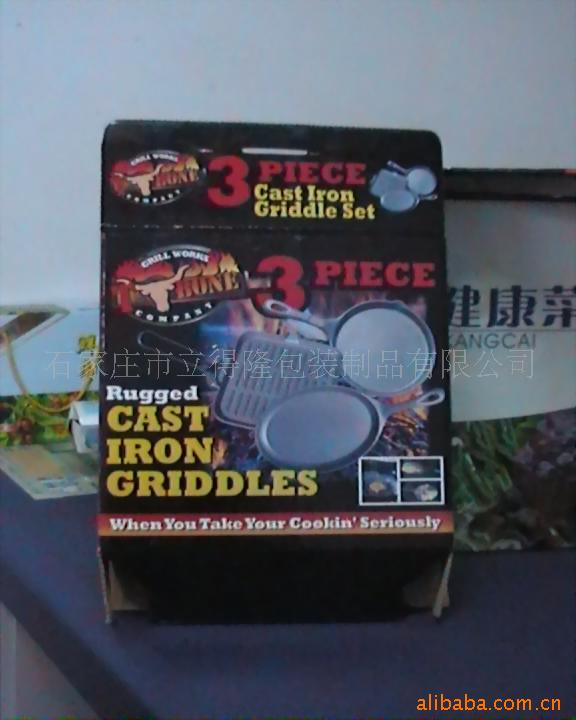 GRILL WORKS
BONE
COMPANY
3 PIECE
Cast Iron
Griddle Set
GRILL WORKS
T BONE
COMPANY
3 PIECE
健康菜
KANGCAI
石家庄市立得隆包装制品有限公司
Rugged
CAST
IRON
GRIDDLES
When You Take Your Cookin' Seriously
alibaba.com.cn